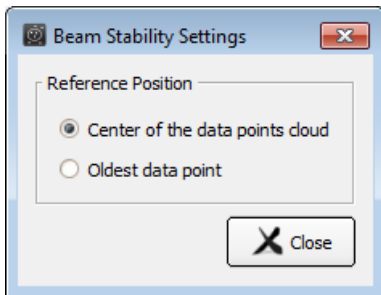 Beam Stability Settings
Reference Position
Center of the data points cloud
Oldest data point
Close